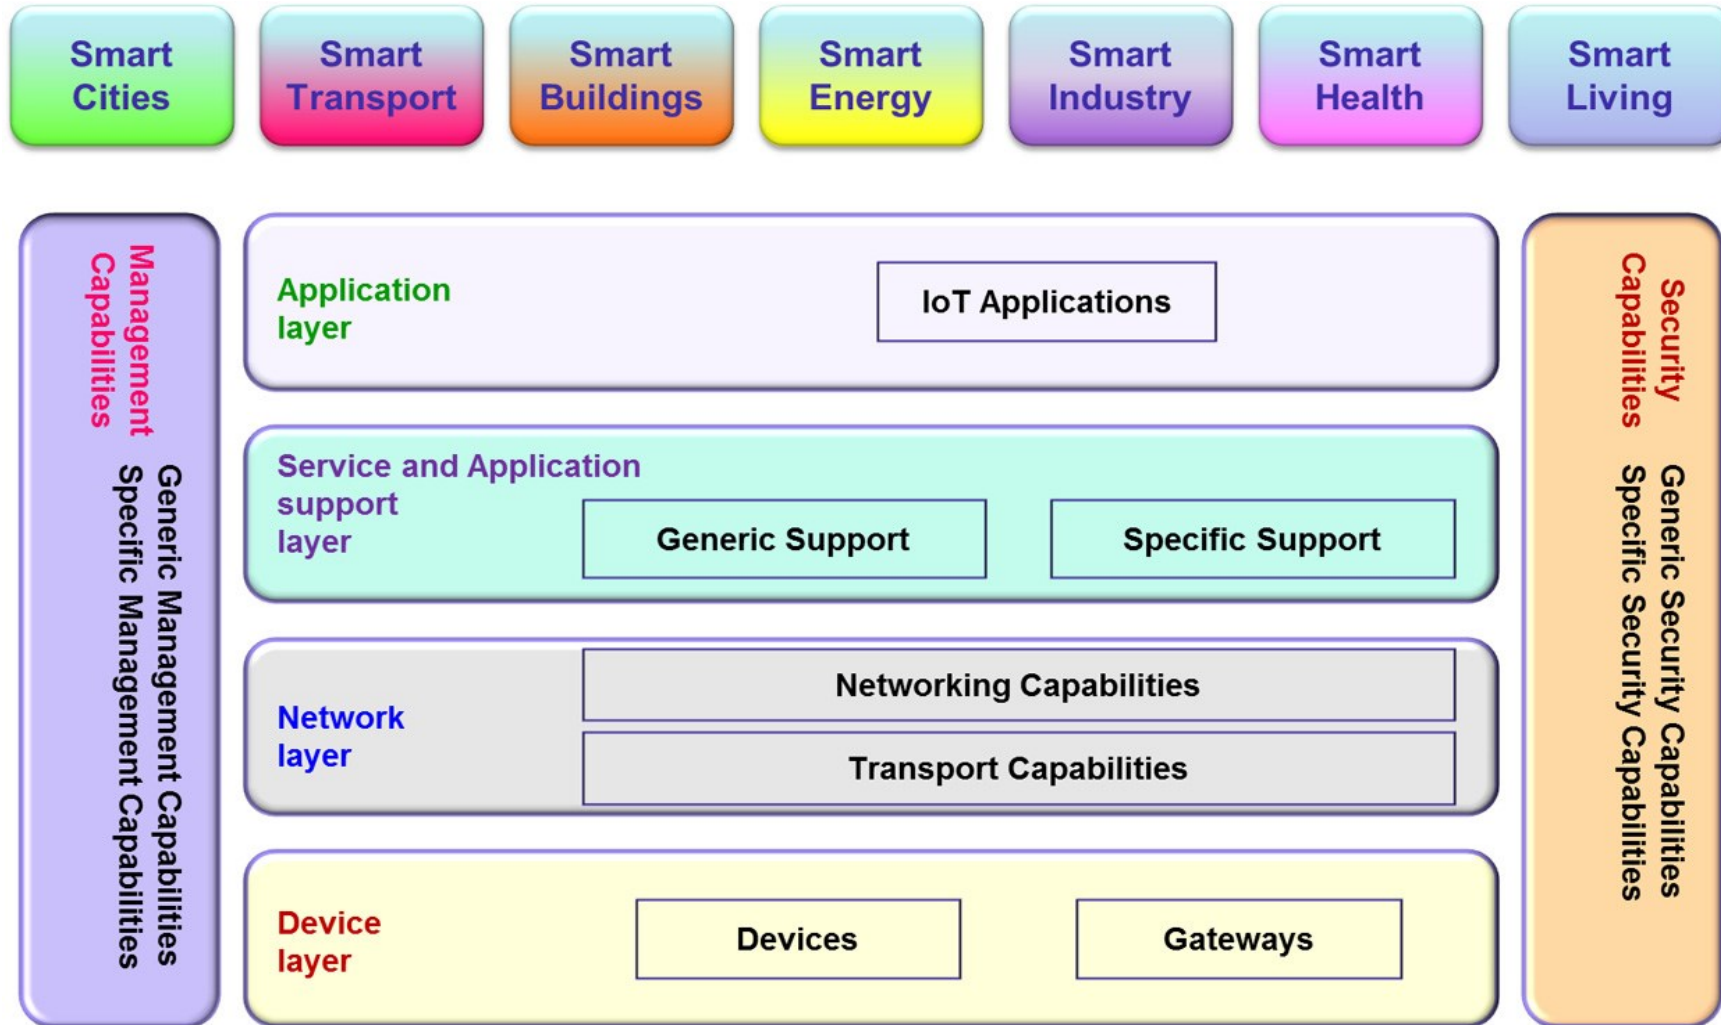 Smart
Cities
Smart
Transport
Smart
Buildings
Smart
Energy
Smart
Industry
Smart
Health
Smart
Living
Management
Capabilities
Generic Management Capabilities
Specific Management Capabilities
Application
layer
IoT Applications
Service and Application
support
layer
Generic Support
Specific Support
Network
layer
Networking Capabilities
Transport Capabilities
Device
layer
Devices
Gateways
Security
Capabilities
Generic Security Capabilities
Specific Security Capabilities